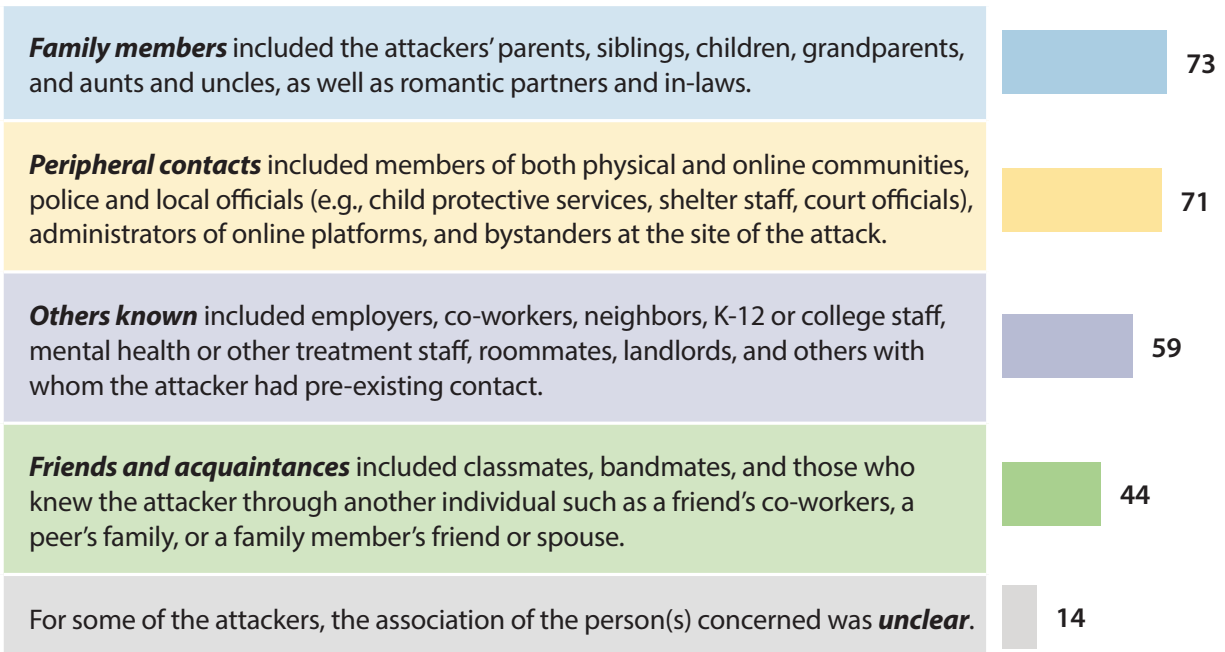 Family members included the attackers’ parents, siblings, children, grandparents,
and aunts and uncles, as well as romantic partners and in-laws.
73
Peripheral contacts included members of both physical and online communities,
police and local officials (e.g., child protective services, shelter staff, court officials),
administrators of online platforms, and bystanders at the site of the attack.
71
Others known included employers, co-workers, neighbors, K-12 or college staff,
mental health or other treatment staff, roommates, landlords, and others with
whom the attacker had pre-existing contact.
59
Friends and acquaintances included classmates, bandmates, and those who
knew the attacker through another individual such as a friend’s co-workers, a
peer’s family, or a family member’s friend or spouse.
44
For some of the attackers, the association of the person(s) concerned was unclear.
14